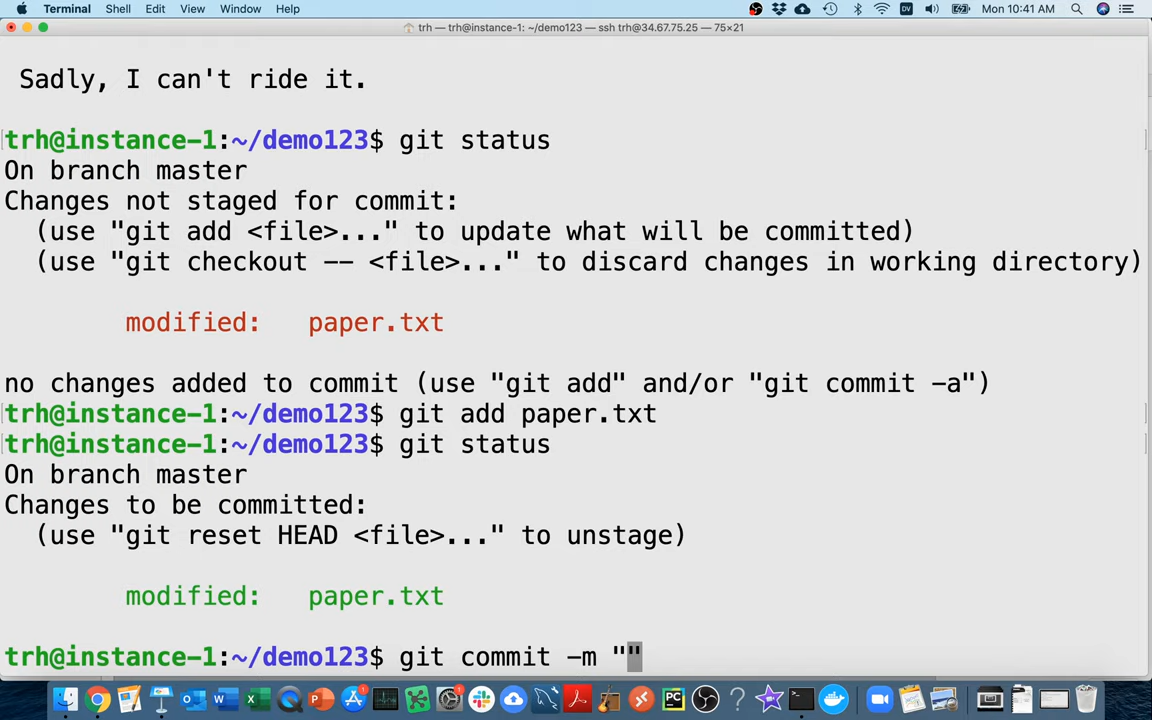 Terminal Shell Edit View Window Help Mon 10:41 AM
trh — trh@instance-1: ~/demo123 — ssh trh@34.67.75.25 — 75×21
Sadly, I can't ride it.
trh@instance-1:~/demo123$ git status
On branch master
Changes not staged for commit:
(use "git add <file>..." to update what will be committed)
(use "git checkout -- <file>..." to discard changes in working directory)
modified: paper.txt
no changes added to commit (use "git add" and/or "git commit -a")
trh@instance-1:~/demo123$ git add paper.txt
trh@instance-1:~/demo123$ git status
On branch master
Changes to be committed:
(use "git reset HEAD <file>..." to unstage)
modified: paper.txt
trh@instance-1:~/demo123$ git commit -m ""